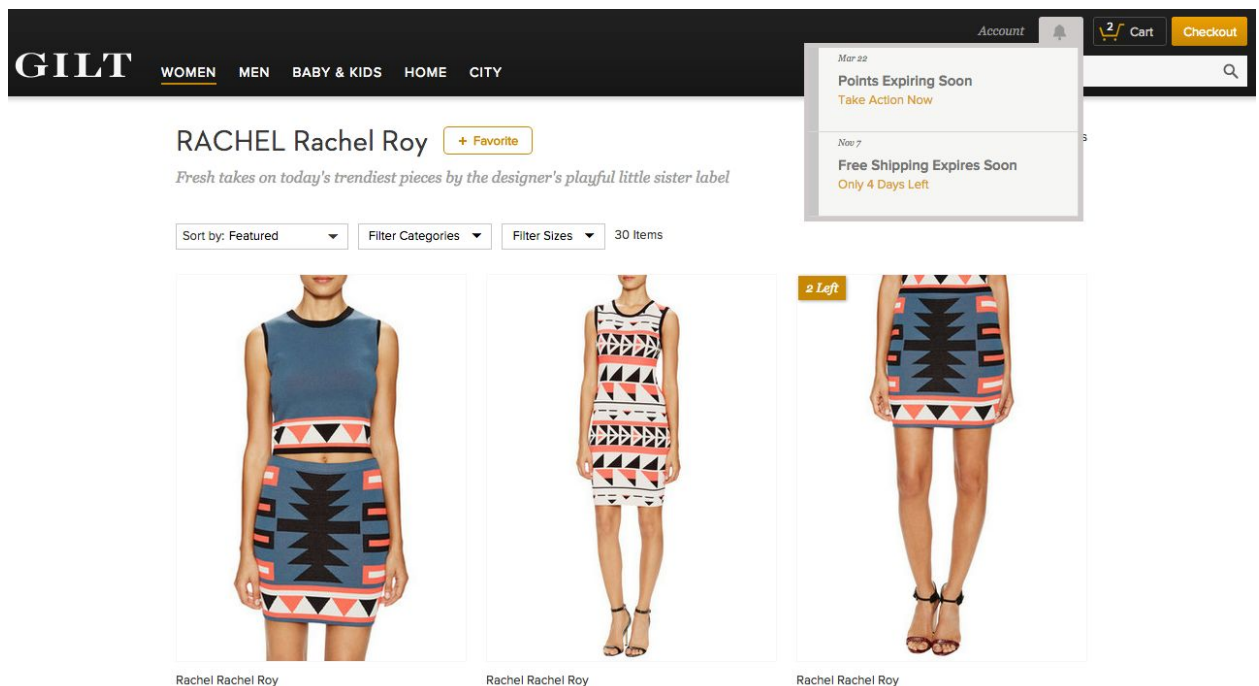 Account
2
Cart
Checkout
GILT
WOMEN MEN BABY & KIDS HOME CITY
Mar 22
Points Expiring Soon
Take Action Now
Nov 7
Free Shipping Expires Soon
Only 4 Days Left
RACHEL Rachel Roy
+ Favorite
Fresh takes on today's trendiest pieces by the designer's playful little sister label
Sort by: Featured
Filter Categories
Filter Sizes
30 Items
2 Left
Rachel Rachel Roy
Rachel Rachel Roy
Rachel Rachel Roy